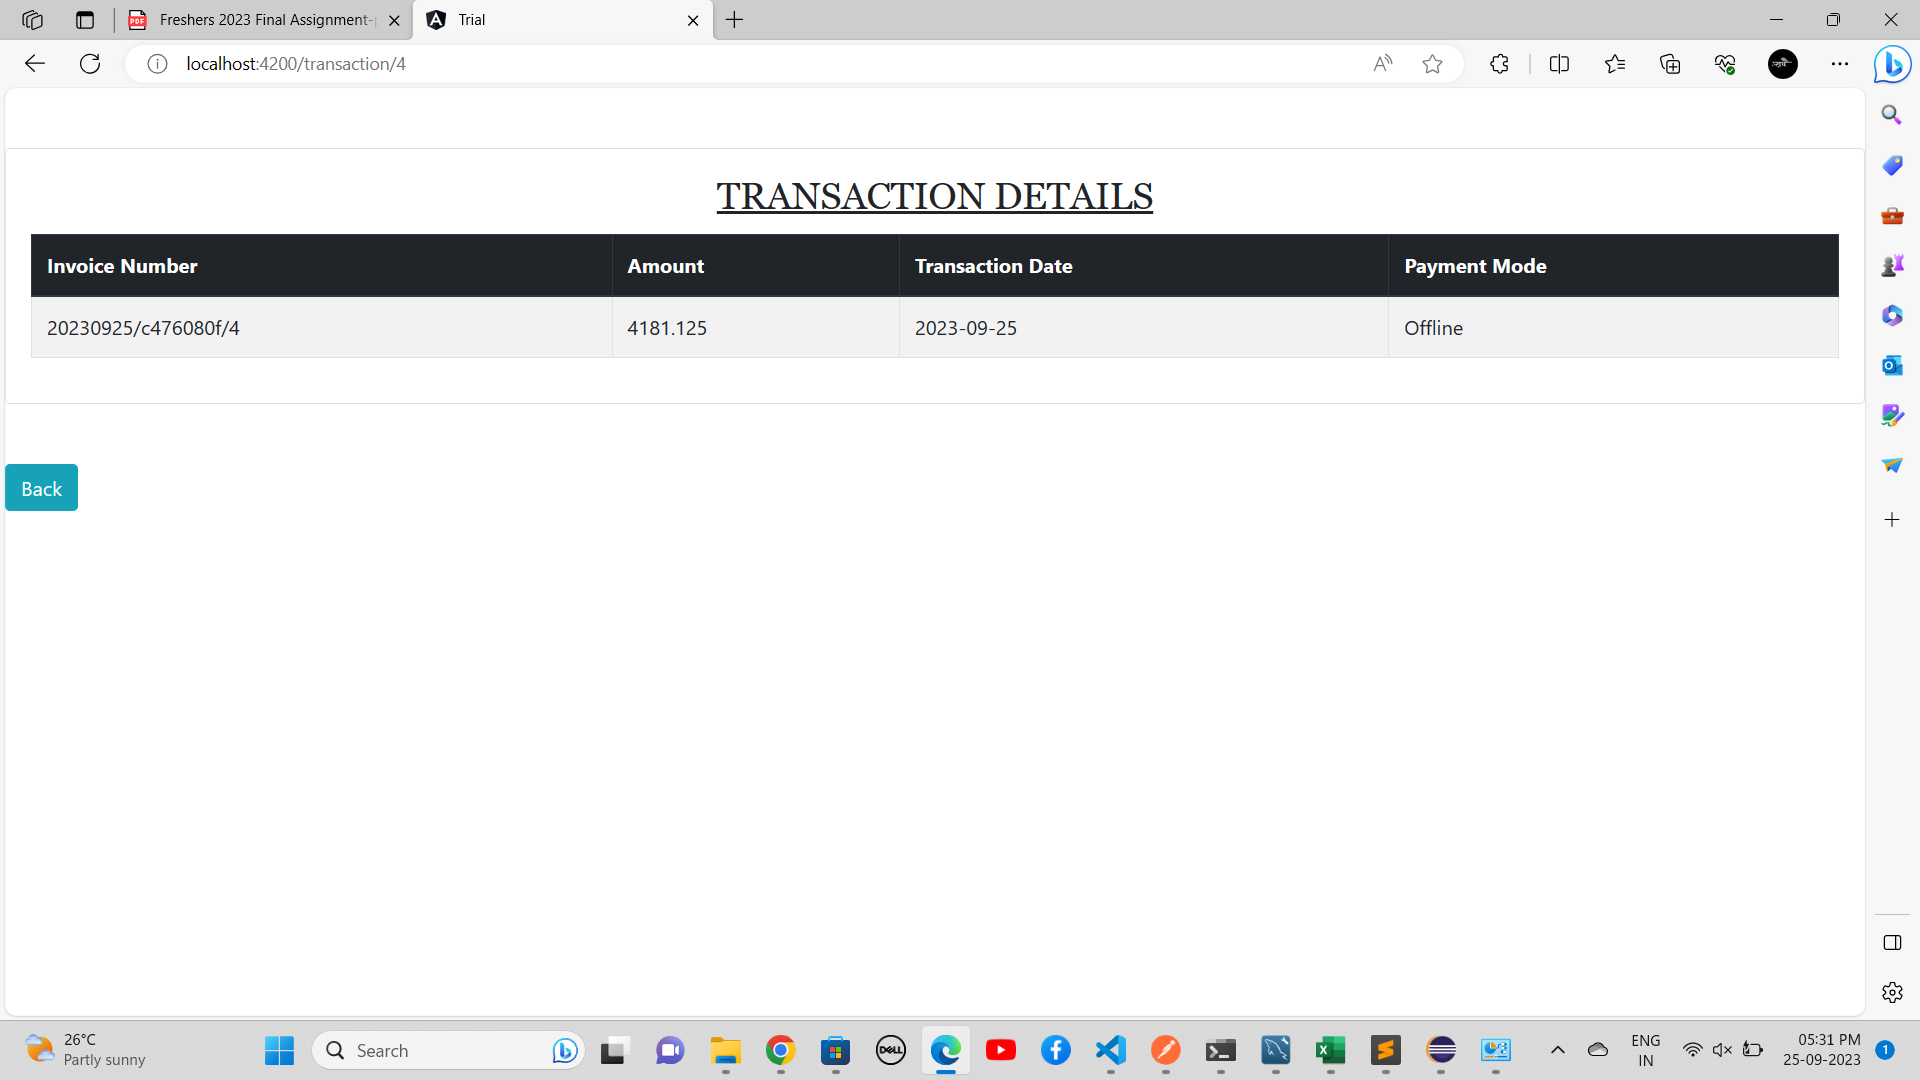 Freshers 2023 Final Assignment-
Trial
localhost:4200/transaction/4
TRANSACTION DETAILS
Invoice Number Amount Transaction Date Payment Mode
20230925/c476080f/4 4181.125 2023-09-25 Offline
Back
26°C
Partly sunny
Search
DELL
ENG
IN
05:31 PM
25-09-2023
1